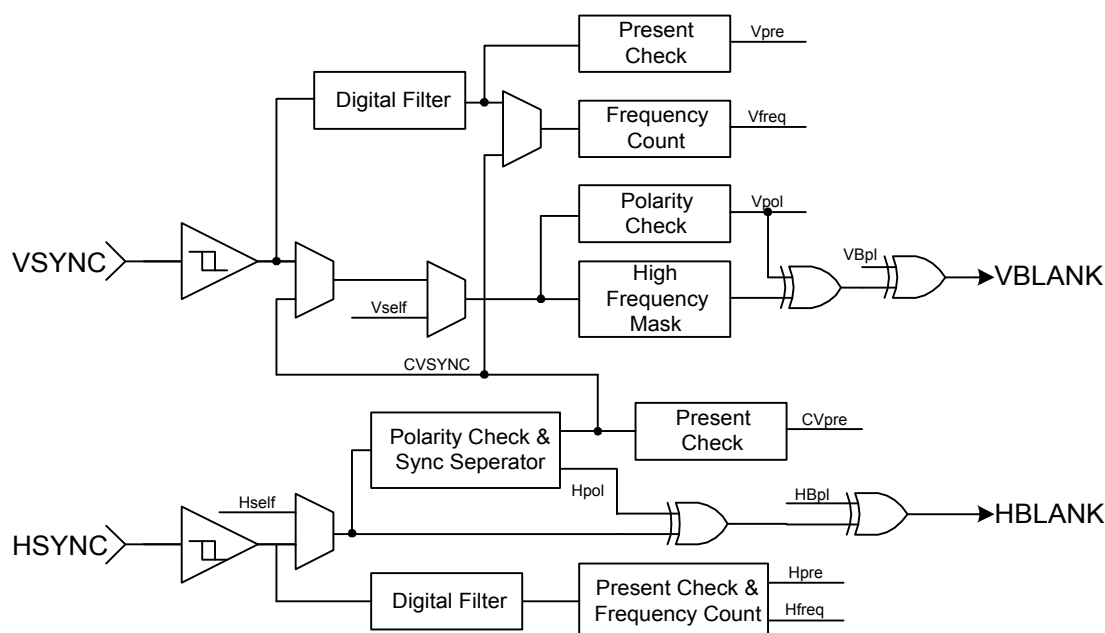 Present
Check
Vpre
Digital Filter
Frequency
Count
Vfreq
Polarity
Check
Vpol
VSYNC
VBpl
VBLANK
High
Frequency
Mask
Vself
CVSYNC
Polarity Check &
Sync Seperator
Present
Check
CVpre
Hpol
Hself
HBpl
HSYNC
HBLANK
Digital Filter
Present Check &
Frequency Count
Hpre
Hfreq